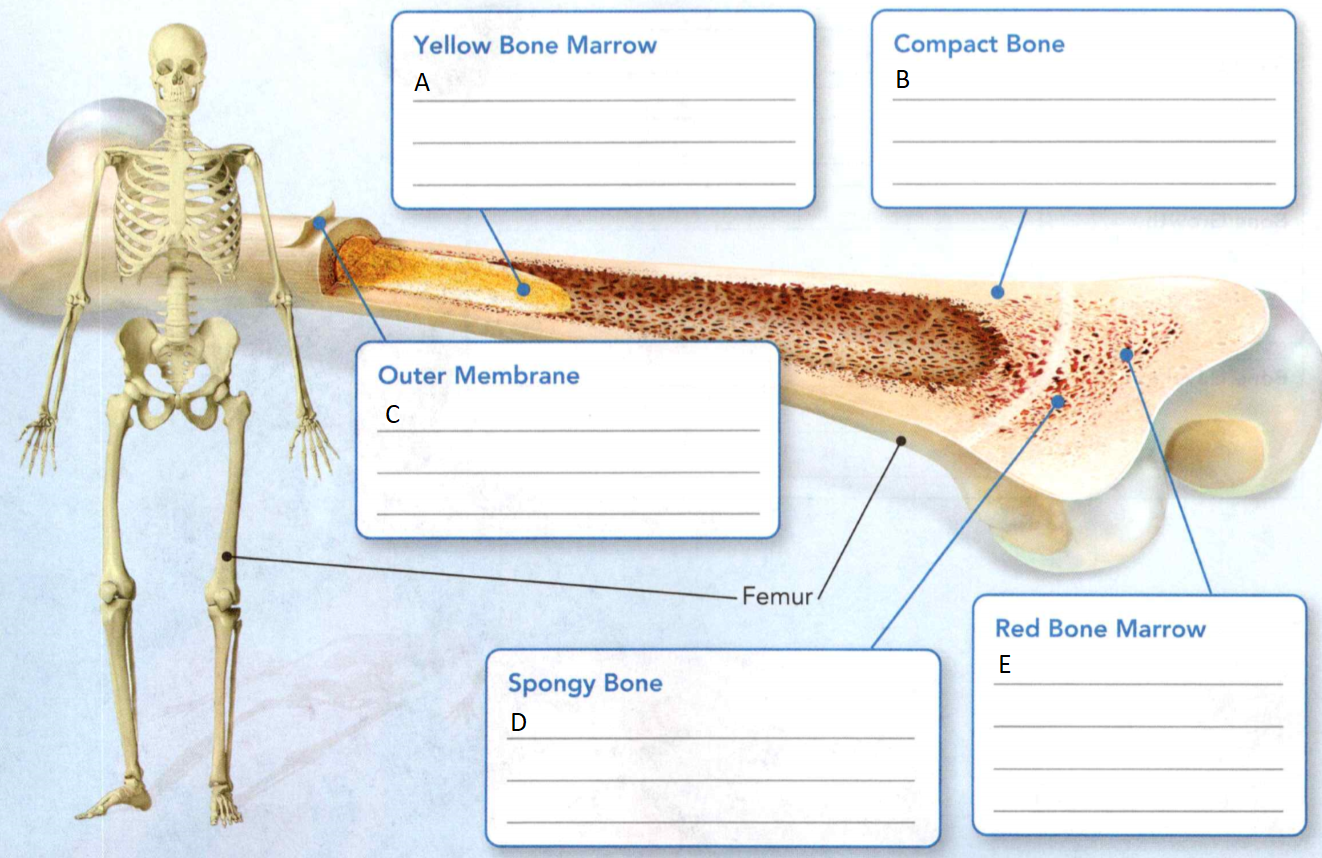 Yellow Bone Marrow
A
Compact Bone
B
Outer Membrane
C
Femur
Spongy Bone
D
Red Bone Marrow
E